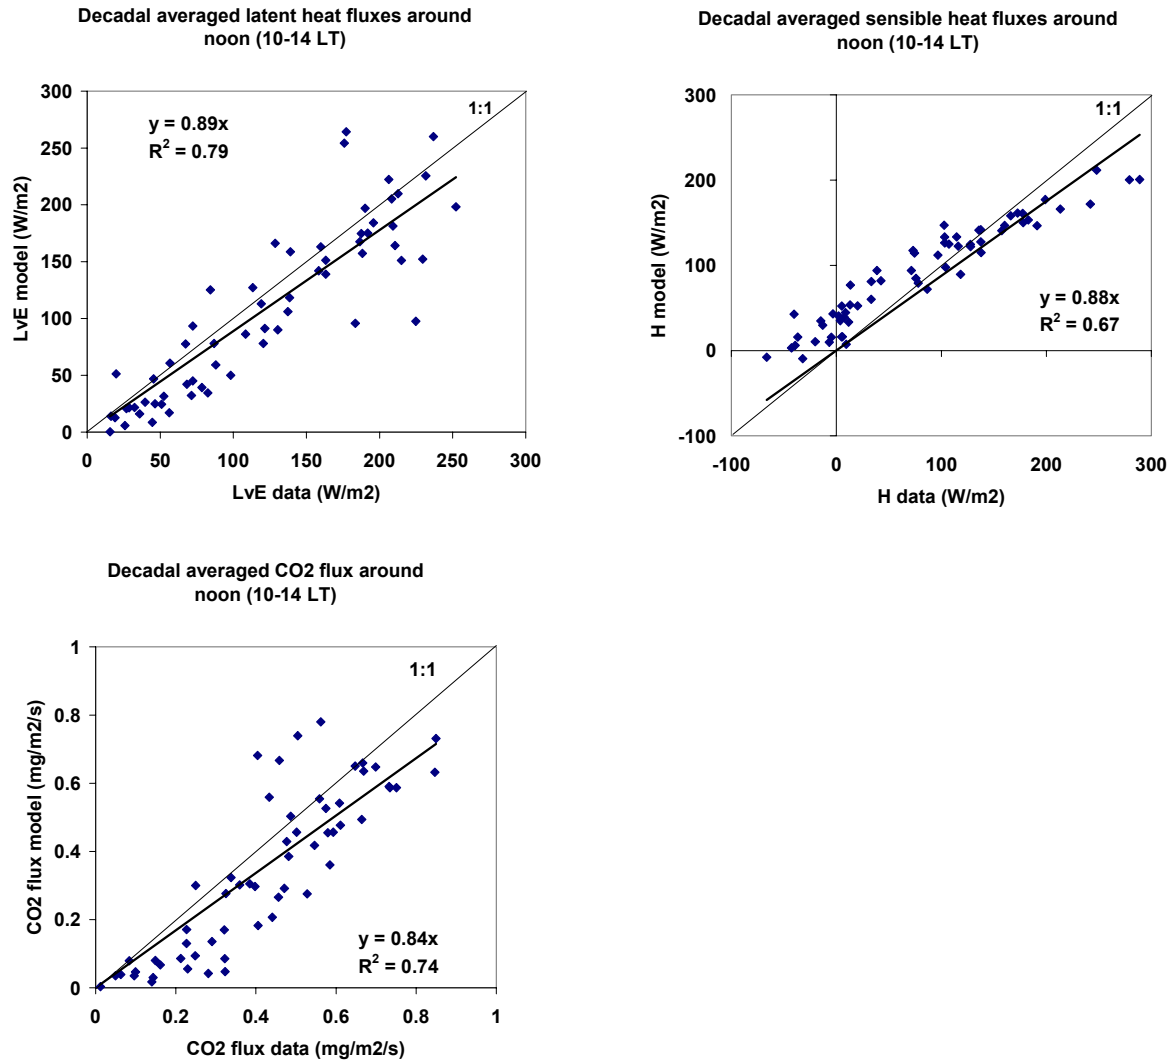 Decadal averaged latent heat fluxes around
noon (10-14 LT)
300
250
200
150
100
50
0
0 50 100 150 200 250 300
LvE model (W/m2)
LvE data (W/m2)
y = 0.89x
R2 = 0.79
1:1
Decadal averaged sensible heat fluxes around
noon (10-14 LT)
300
200
100
0
-100
-100 0 100 200 300
H model (W/m2)
H data (W/m2)
1:1
y = 0.88x
R2 = 0.67
Decadal averaged CO2 flux around
noon (10-14 LT)
1
0.8
0.6
0.4
0.2
0
0 0.2 0.4 0.6 0.8 1
CO2 flux model (mg/m2/s)
CO2 flux data (mg/m2/s)
1:1
y = 0.84x
R2 = 0.74